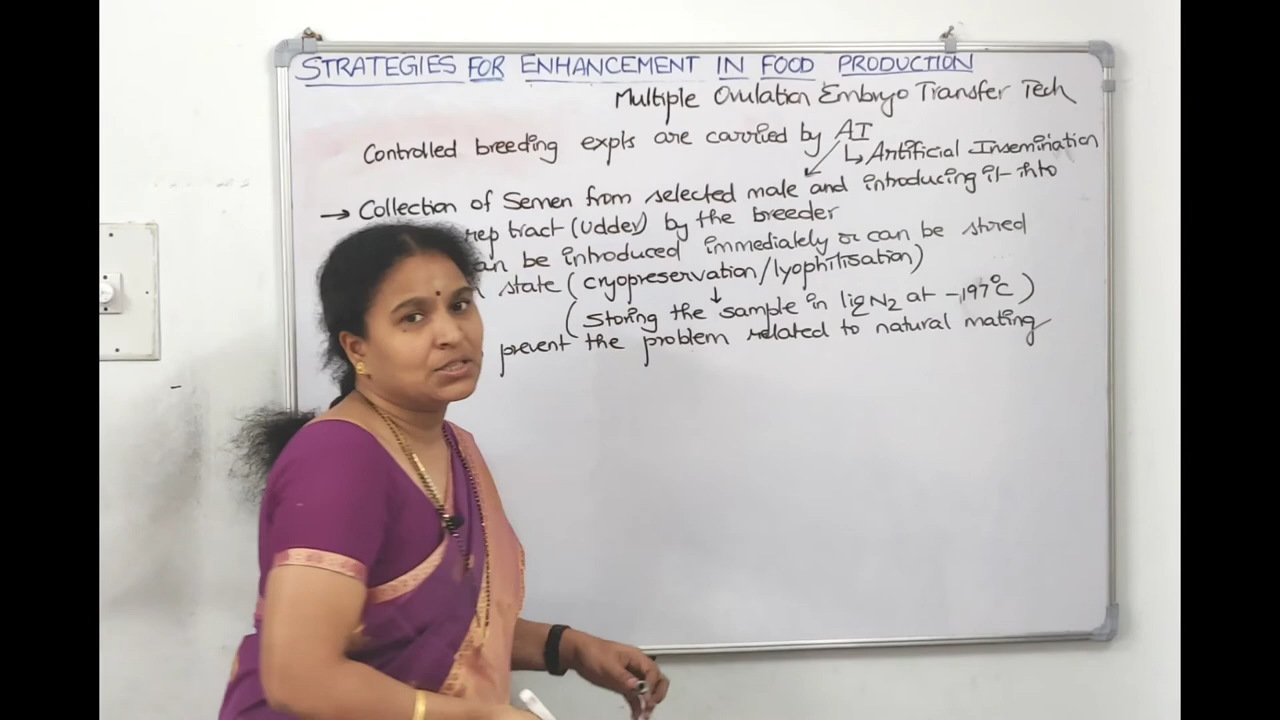 STRATEGIES FOR ENHANCEMENT IN FOOD PRODUCTION
Multiple Ovulation Embryo Transfer Tech
Controlled breeding expts are carried by AI
↳ Artificial Insemination
→ Collection of Semen from selected male and introducing it into
rep tract (Udder) by the breeder
can be introduced immediately or can be stored
state (cryopreservation/lyophilisation)
(storing the sample in liq N2 at -197°C)
prevent the problem related to natural mating